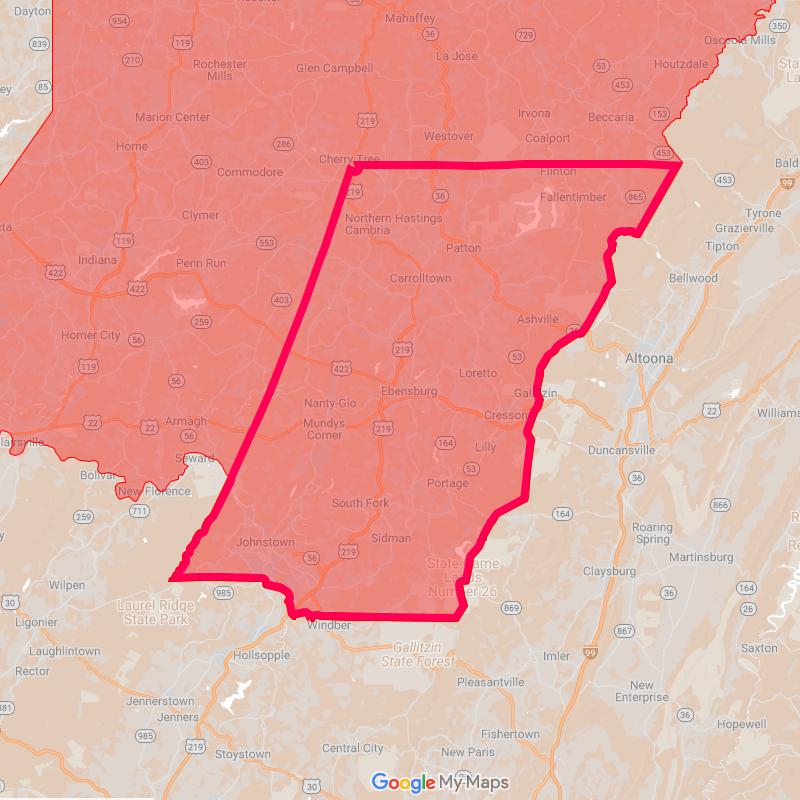 Dayton
954
Mahaffey
36
729
350
839
119
La Jose
Osceola Mills
210
Rochester
Mills
Glen Campbell
53
Houtzdale
85
453
Marion Center
219
Irvona
Beccaria
153
Home
286
Westover
Coalport
403
Cherry Tree
453
Commodore
219
36
Flinton
453
99
865
Fallentimber
Clymer
Northern Hastings
Cambria
Tyrone
Grazierville
119
553
Patton
Tipton
Indiana
Penn Run
422
422
Carrolltown
Bellwood
403
259
Ashville
Homer City
56
219
53
Altoona
119
422
Loretto
56
Ebensburg
Gallitzin
Nanty-Glo
22
22
22
Armagh
Mundys
Corner
219
Cresson
56
164
Lilly
Seward
53
Duncansville
Portage
36
New Florence
South Fork
711
259
164
866
Sidman
Roaring
Spring
Johnstown
56
219
Martinsburg
State Game
Lands
Number 26
Claysburg
Wilpen
985
36
164
30
Laurel Ridge
State Park
869
26
Ligonier
Windber
867
Laughlintown
Hollsopple
Gallitzin
State Forest
Imler
99
Saxton
Rector
Pleasantville
New
Enterprise
Jennerstown
Jenners
36
Hopewell
985
219
Central City
Fishertown
Stoystown
New Paris
30
Google My Maps